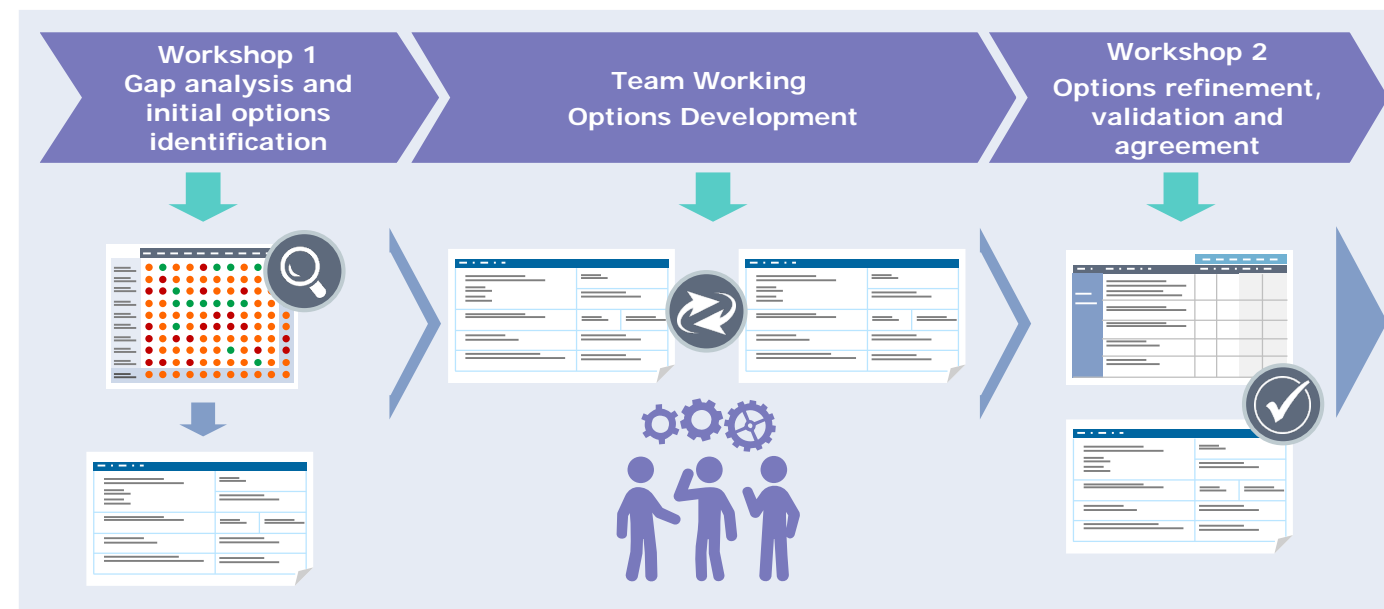 Workshop 1
Gap analysis and
initial options
identification
Team Working
Options Development
Workshop 2
Options refinement,
validation and
agreement